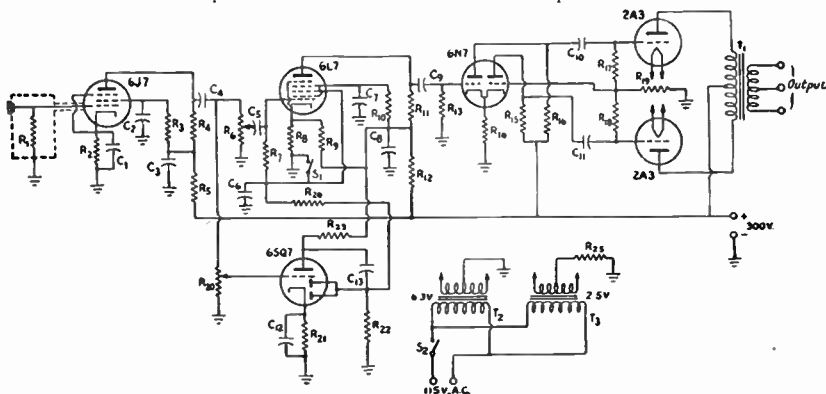 6J7
6L7
6N7
2A3
2A3
6SQ7
R1
R2
C1
C2
R3
C3
R4
R5
C4
R6
C5
R7
C6
R8
R9
S1
C7
R10
C8
R11
R12
C9
R13
R15
R16
C10
C11
R17
R18
R19
T1
Output
+
-
300V.
R20
R23
R20
C13
C12
R21
R22
6.3V
T2
2.5V
T3
R25
S2
115V. A.C.